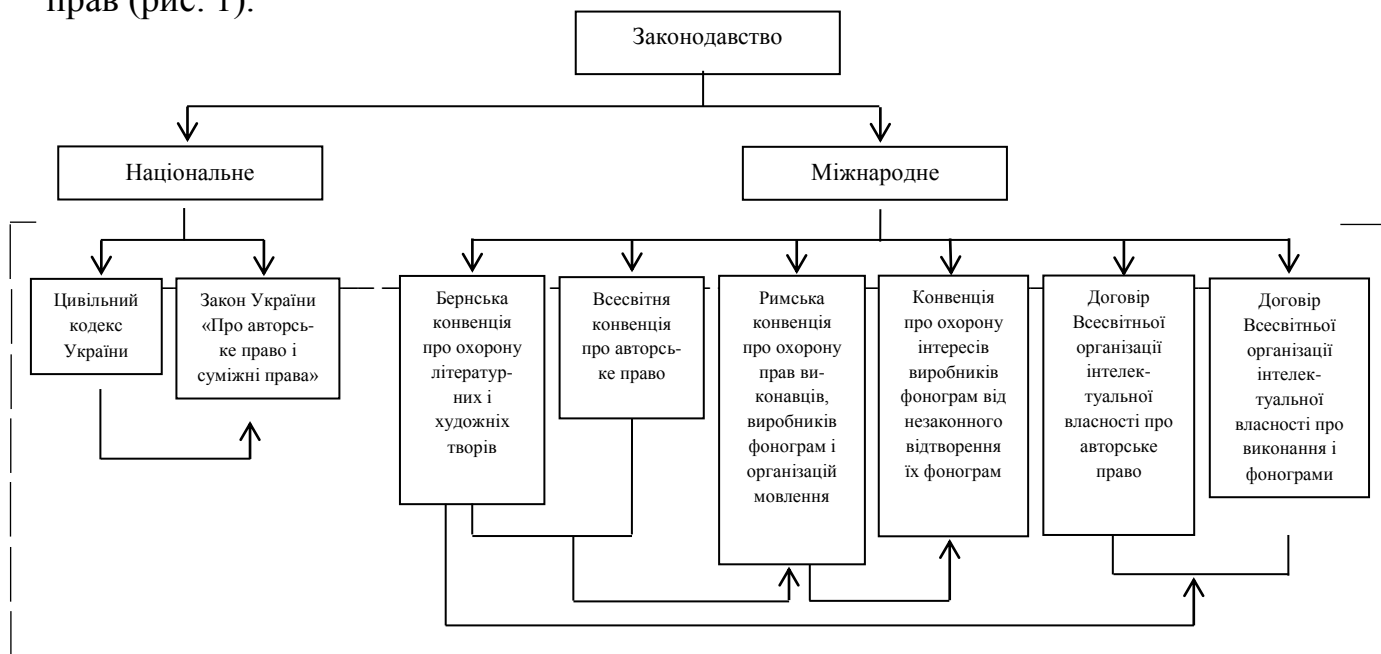 прав (рис. 1).
Законодавство
Національне
Міжнародне
Цивільний
кодекс
України
Закон України
«Про авторсь-
ке право і
суміжні права»
Бернська
конвенція
про охорону
літератур-
них і
художніх
творів
Всесвітня
конвенція
про авторсь-
ке право
Римська
конвенція
про охорону
прав ви-
конавців,
виробників
фонограм і
організацій
мовлення
Конвенція
про охорону
інтересів
виробників
фонограм від
незаконного
відтворення
їх фонограм
Договір
Всесвітньої
організації
інтелек-
туальної
власності про
авторське
право
Договір
Всесвітньої
організації
інтелек-
туальної
власності про
виконання і
фонограми